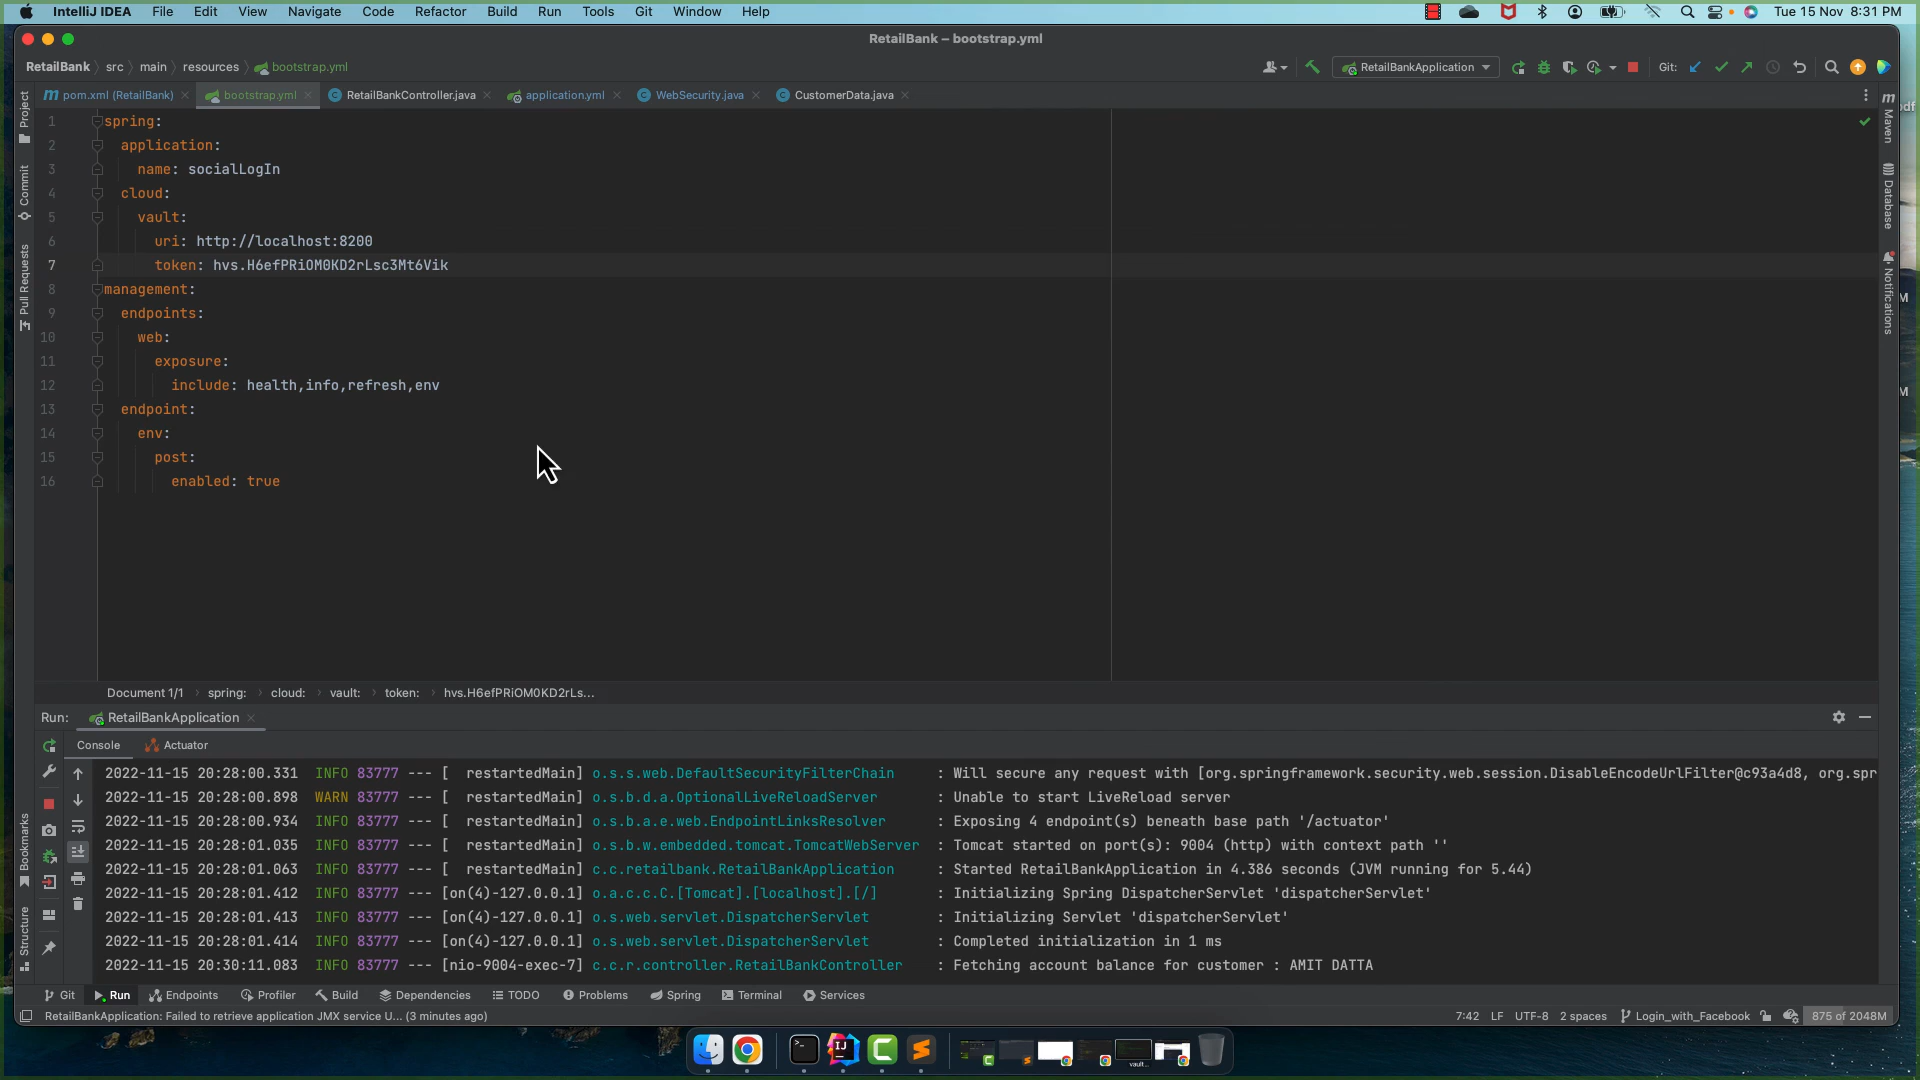 IntelliJ IDEA File Edit View Navigate Code Refactor Build Run Tools Git Window Help Tue 15 Nov 8:31 PM
RetailBank – bootstrap.yml
RetailBank src main resources bootstrap.yml RetailBankApplication Git:
pom.xml (RetailBank) bootstrap.yml RetailBankController.java application.yml WebSecurity.java CustomerData.java
1 spring:
2 application:
3 name: socialLogIn
4 cloud:
5 vault:
6 uri: http://localhost:8200
7 token: hvs.H6efPRiOM0KD2rLsc3Mt6Vik
8 management:
9 endpoints:
10 web:
11 exposure:
12 include: health,info,refresh,env
13 endpoint:
14 env:
15 post:
16 enabled: true
Project
Commit
Pull Requests
Bookmarks
Structure
Maven
Database
Notifications
Document 1/1 spring: cloud: vault: token: hvs.H6efPRiOM0KD2rLs...
Run: RetailBankApplication
Console Actuator
2022-11-15 20:28:00.331 INFO 83777 --- [ restartedMain] o.s.s.web.DefaultSecurityFilterChain : Will secure any request with [org.springframework.security.web.session.DisableEncodeUrlFilter@c93a4d8, org.spr
2022-11-15 20:28:00.898 WARN 83777 --- [ restartedMain] o.s.b.d.a.OptionalLiveReloadServer : Unable to start LiveReload server
2022-11-15 20:28:00.934 INFO 83777 --- [ restartedMain] o.s.b.a.e.web.EndpointLinksResolver : Exposing 4 endpoint(s) beneath base path '/actuator'
2022-11-15 20:28:01.035 INFO 83777 --- [ restartedMain] o.s.b.w.embedded.tomcat.TomcatWebServer : Tomcat started on port(s): 9004 (http) with context path ''
2022-11-15 20:28:01.063 INFO 83777 --- [ restartedMain] c.c.retailbank.RetailBankApplication : Started RetailBankApplication in 4.386 seconds (JVM running for 5.44)
2022-11-15 20:28:01.412 INFO 83777 --- [on(4)-127.0.0.1] o.a.c.c.C.[Tomcat].[localhost].[/] : Initializing Spring DispatcherServlet 'dispatcherServlet'
2022-11-15 20:28:01.413 INFO 83777 --- [on(4)-127.0.0.1] o.s.web.servlet.DispatcherServlet : Initializing Servlet 'dispatcherServlet'
2022-11-15 20:28:01.414 INFO 83777 --- [on(4)-127.0.0.1] o.s.web.servlet.DispatcherServlet : Completed initialization in 1 ms
2022-11-15 20:30:11.083 INFO 83777 --- [nio-9004-exec-7] c.c.r.controller.RetailBankController : Fetching account balance for customer : AMIT DATTA
Git Run Endpoints Profiler Build Dependencies TODO Problems Spring Terminal Services
RetailBankApplication: Failed to retrieve application JMX service U... (3 minutes ago) 7:42 LF UTF-8 2 spaces Login_with_Facebook 875 of 2048M